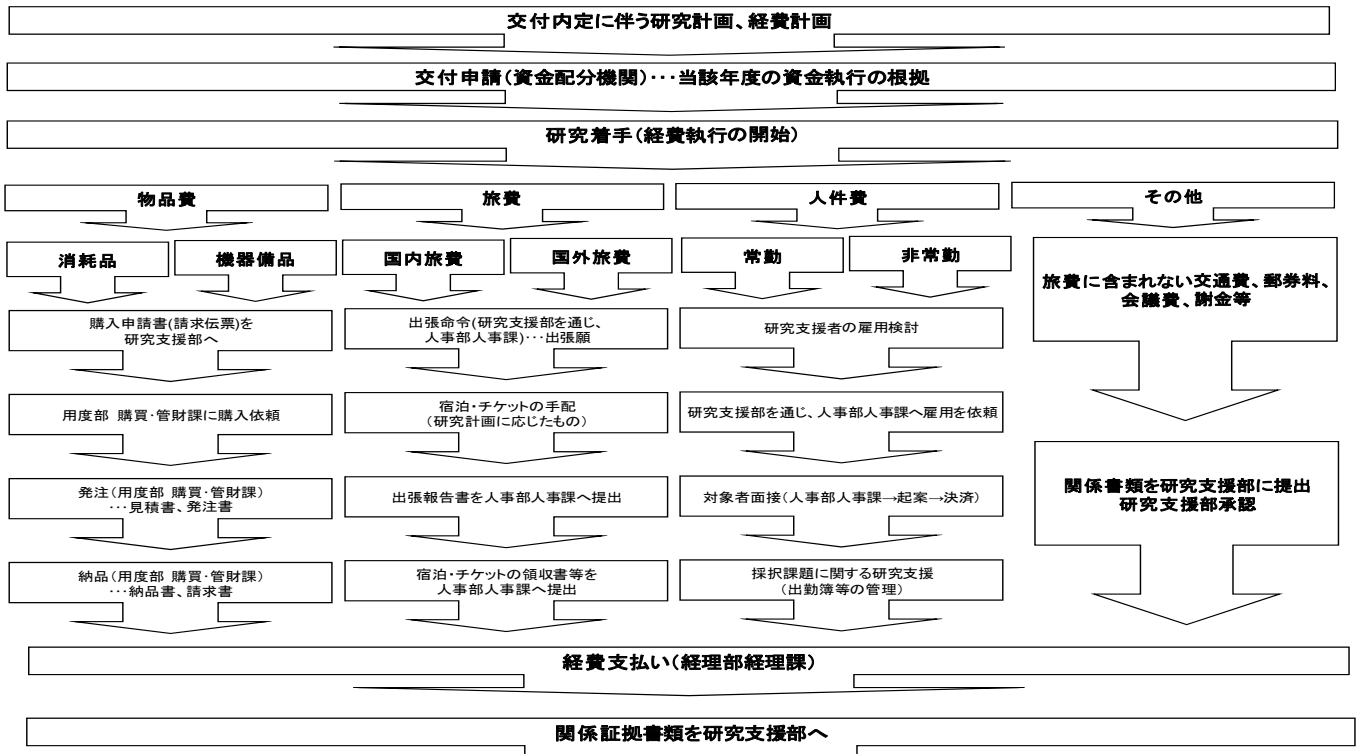 交付内定に伴う研究計画、経費計画
交付申請(資金配分機関)･･･当該年度の資金執行の根拠
研究着手(経費執行の開始)
物品費
旅費
人件費
その他
消耗品
機器備品
国内旅費
国外旅費
常勤
非常勤
旅費に含まれない交通費、郵券料、
会議費、謝金等
購入申請書(請求伝票)を
研究支援部へ
出張命令(研究支援部を通じ、
人事部人事課)･･･出張願
研究支援者の雇用検討
用度部 購買･管財課に購入依頼
宿泊･チケットの手配
(研究計画に応じたもの)
研究支援部を通じ、人事部人事課へ雇用を依頼
発注(用度部 購買･管財課)
･･･見積書、発注書
出張報告書を人事部人事課へ提出
対象者面接(人事部人事課→起案→決済)
関係書類を研究支援部に提出
研究支援部承認
納品(用度部 購買･管財課)
･･･納品書、請求書
宿泊･チケットの領収書等を
人事部人事課へ提出
採択課題に関する研究支援
(出勤簿等の管理)
経費支払い(経理部経理課)
関係証拠書類を研究支援部へ